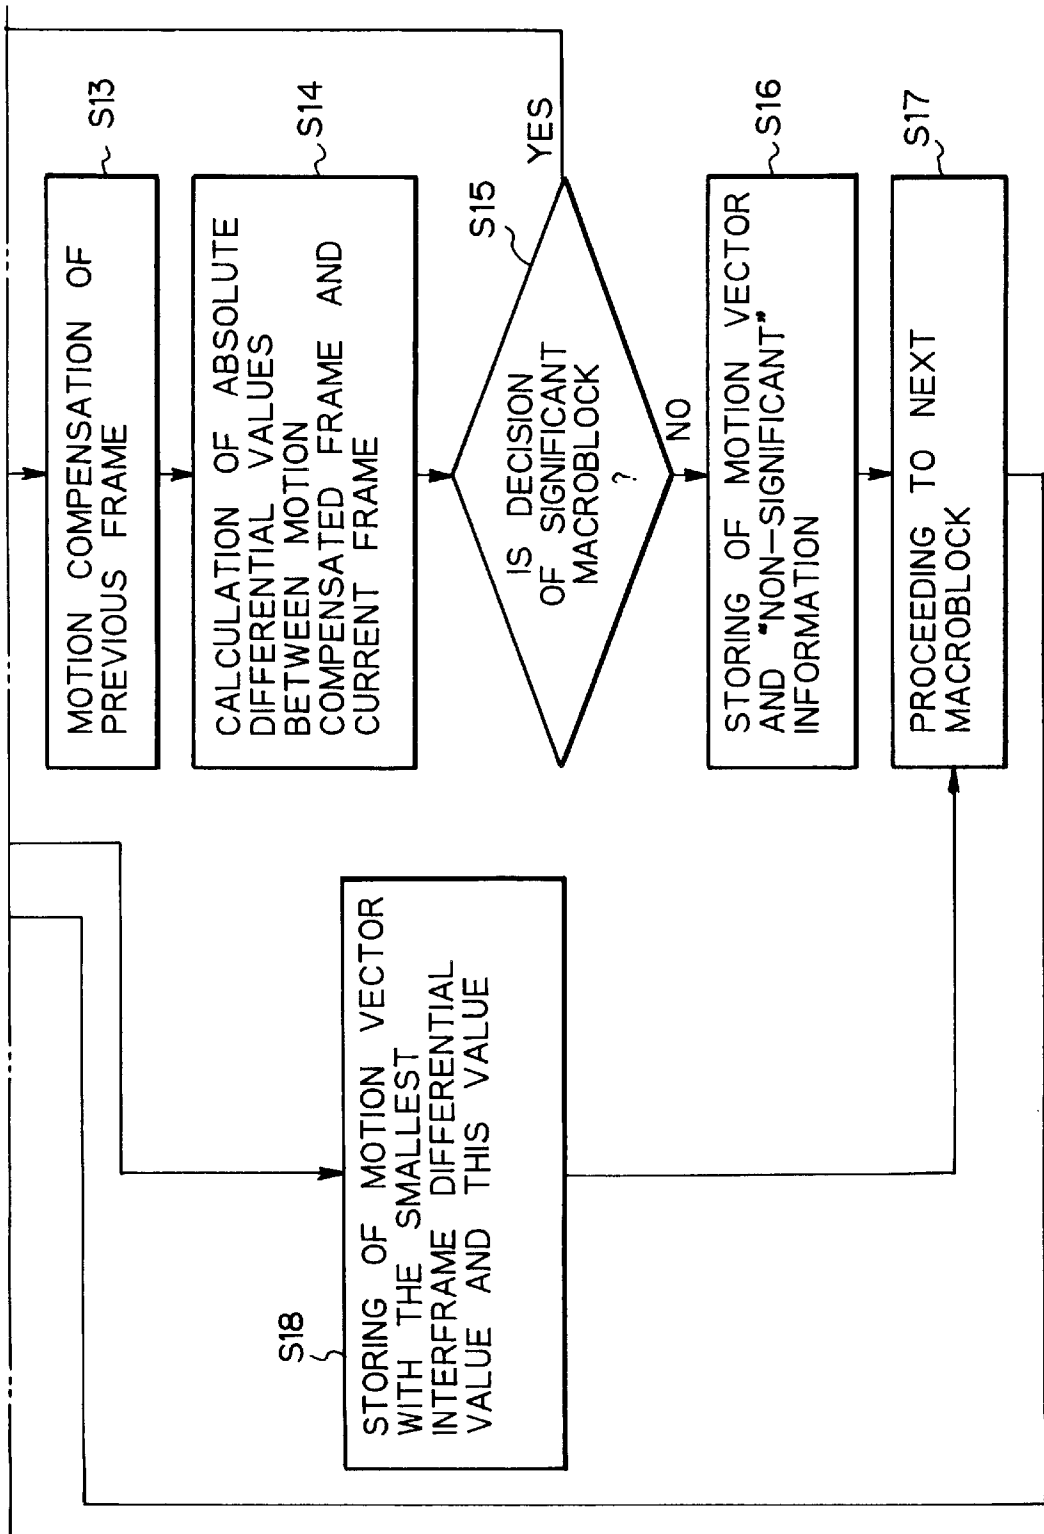 S13
MOTION COMPENSATION OF
PREVIOUS FRAME
S14
CALCULATION OF ABSOLUTE
DIFFERENTIAL VALUES
BETWEEN MOTION
COMPENSATED FRAME AND
CURRENT FRAME
S15
IS DECISION
OF SIGNIFICANT
MACROBLOCK
?
YES
NO
S16
STORING OF MOTION VECTOR
AND "NON-SIGNIFICANT"
INFORMATION
S17
PROCEEDING TO NEXT
MACROBLOCK
S18
STORING OF MOTION VECTOR
WITH THE SMALLEST
INTERFRAME DIFFERENTIAL
VALUE AND THIS VALUE